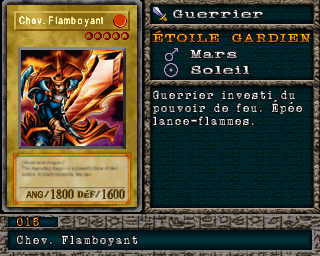 Chev. Flamboyant
ANG/1800 DÉF/1600
Guerrier
ÉTOILE GARDIEN
Mars
Soleil
Guerrier investi du
pouvoir de feu. Épée
lance-flammes.
015
Chev. Flamboyant